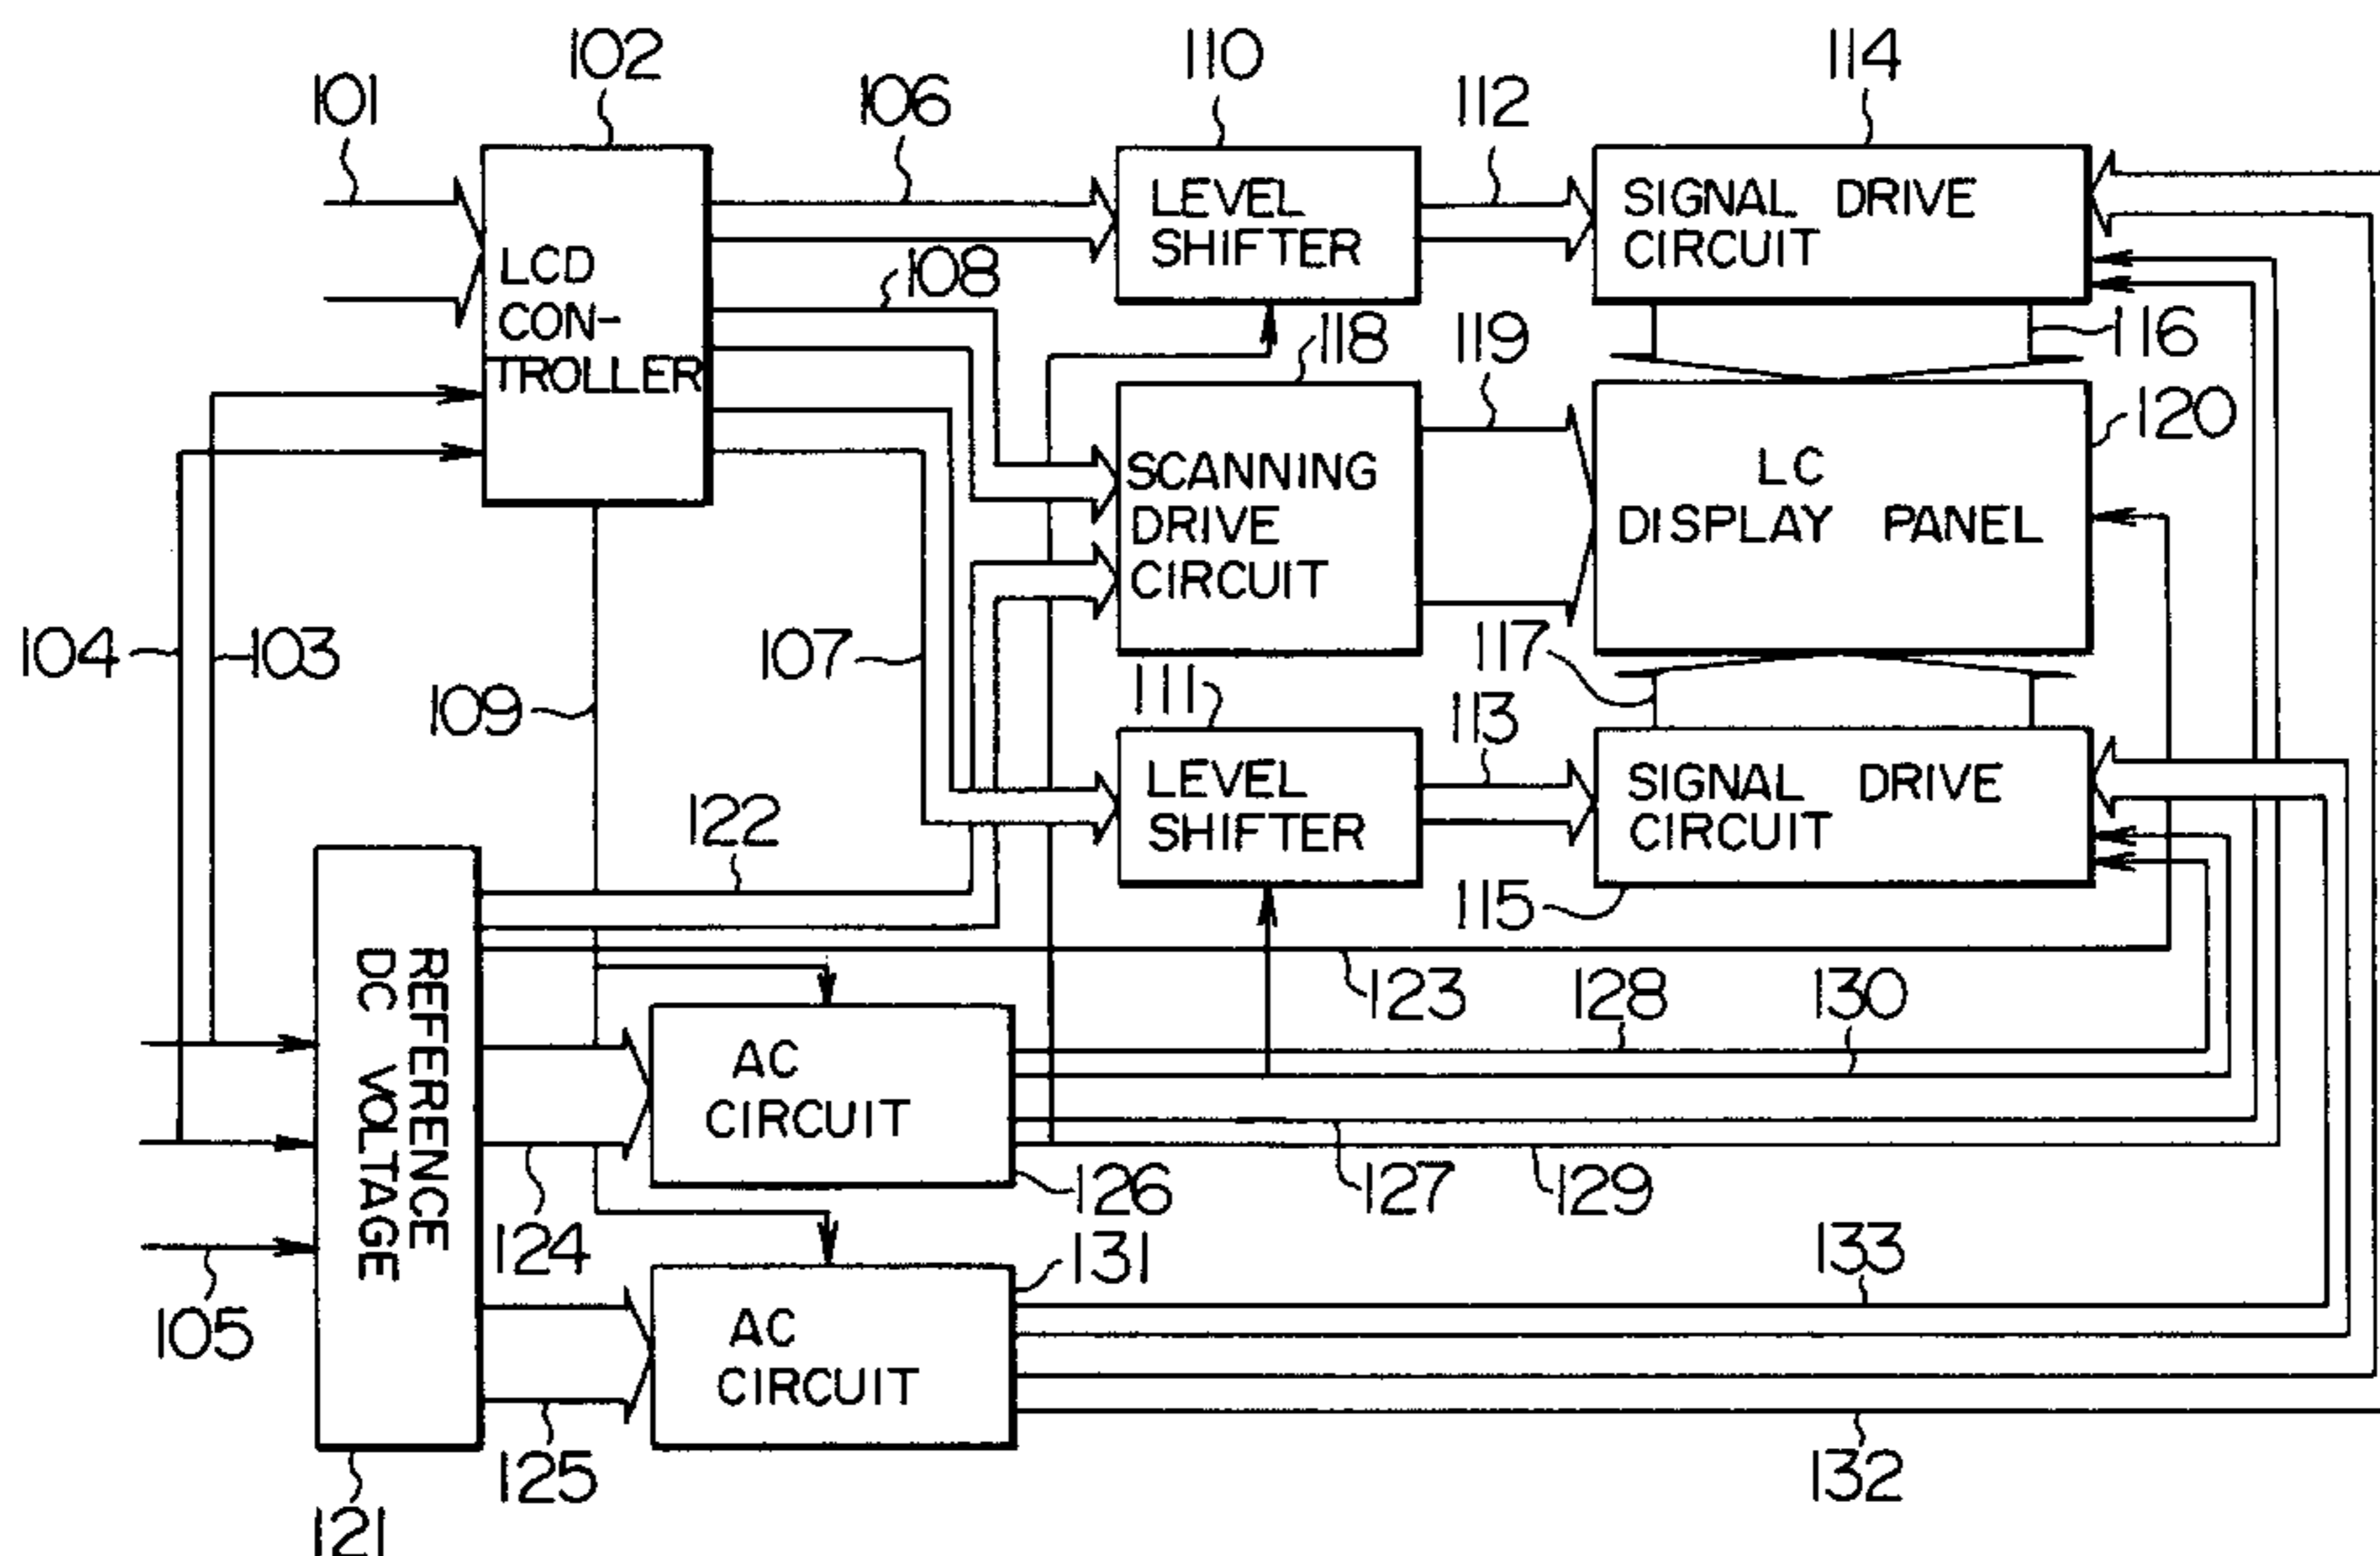 101
102
106
110
112
114
LCD
CON-
TROLLER
108
LEVEL
SHIFTER
SIGNAL DRIVE
CIRCUIT
118
119
116
120
SCANNING
DRIVE
CIRCUIT
LC
DISPLAY PANEL
104
103
109
107
111
113
117
122
LEVEL
SHIFTER
SIGNAL DRIVE
CIRCUIT
115
REFERENCE
DC VOLTAGE
123
128
130
AC
CIRCUIT
124
126
127
129
105
131
133
AC
CIRCUIT
125
132
121